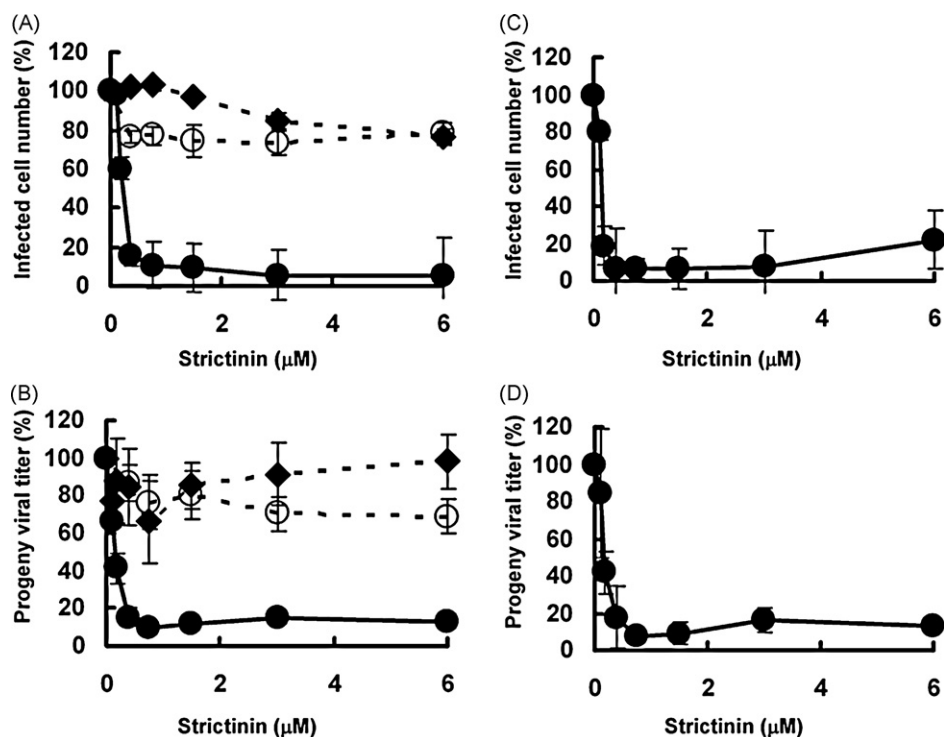 (A)
Infected cell number (%)
120
100
80
60
40
20
0
0 2 4 6
Strictinin (μM)
(C)
Infected cell number (%)
120
100
80
60
40
20
0
0 2 4 6
Strictinin (μM)
(B)
Progeny viral titer (%)
120
100
80
60
40
20
0
0 2 4 6
Strictinin (μM)
(D)
Progeny viral titer (%)
120
100
80
60
40
20
0
0 2 4 6
Strictinin (μM)